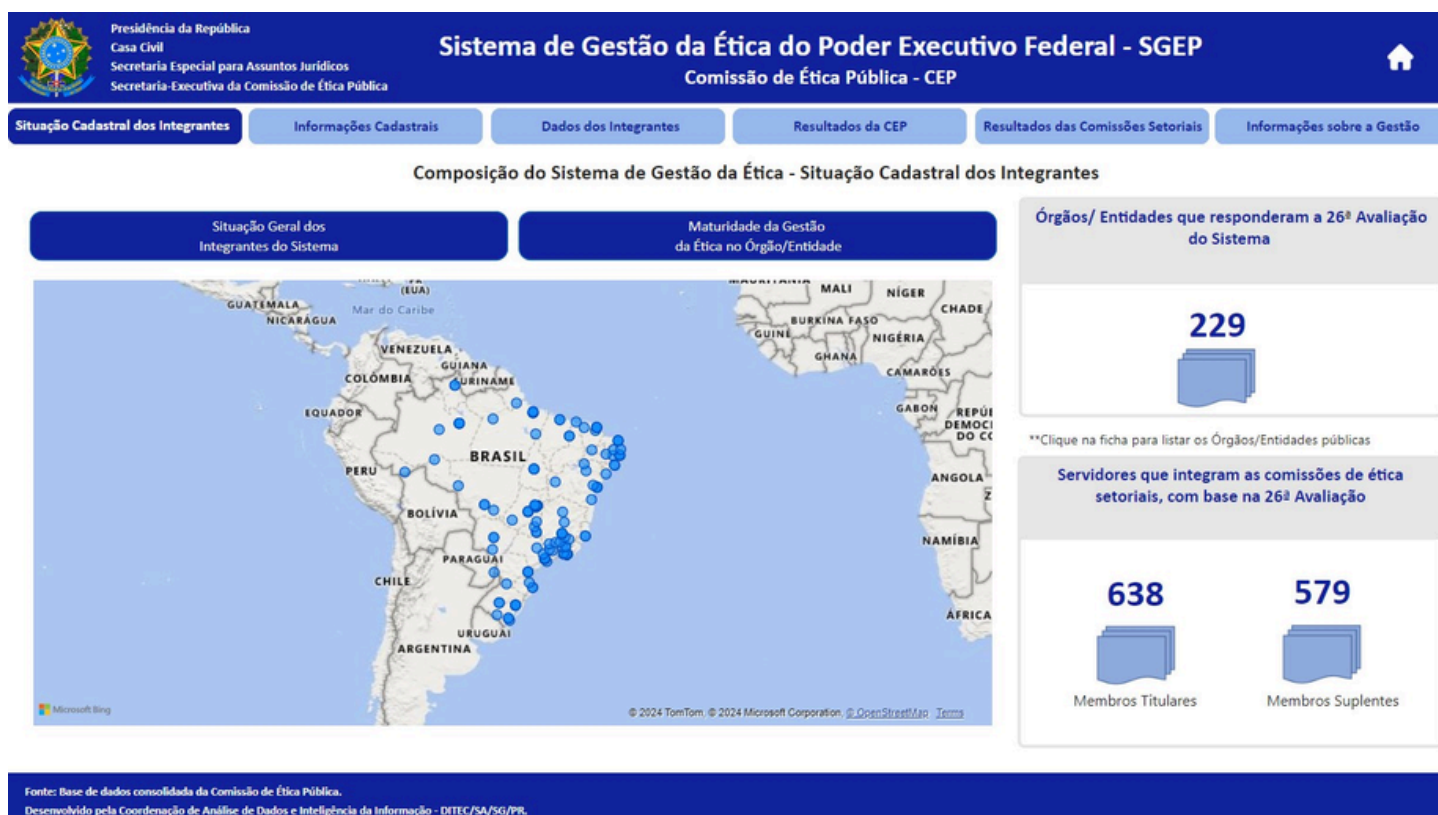 Presidência da República
Casa Civil
Secretaria Especial para Assuntos Jurídicos
Secretaria-Executiva da Comissão de Ética Pública
Sistema de Gestão da Ética do Poder Executivo Federal - SGEP
Comissão de Ética Pública - CEP
Situação Cadastral dos Integrantes
Informações Cadastrais
Dados dos Integrantes
Resultados da CEP
Resultados das Comissões Setoriais
Informações sobre a Gestão
Composição do Sistema de Gestão da Ética - Situação Cadastral dos Integrantes
Situação Geral dos
Integrantes do Sistema
Maturidade da Gestão
da Ética no Órgão/Entidade
(EUA)
GUATEMALA
Mar do Caribe
NICARÁGUA
VENEZUELA
GUIANA
COLÔMBIA
SURINAME
EQUADOR
BRASIL
PERU
BOLÍVIA
PARAGUAI
CHILE
URUGUAI
ARGENTINA
MAURITANIA
MALI
NÍGER
CHADE
BURKINA FASO
GUINÉ
NIGÉRIA
GHANA
CAMARÕES
GABON
REPÚ
DEMOC
DO CO
ANGOLA
Z
NAMÍBIA
ÁFRICA
Microsoft Bing
© 2024 TomTom, © 2024 Microsoft Corporation, © OpenStreetMap Terms
Órgãos/ Entidades que responderam a 26ª Avaliação
do Sistema
229
**Clique na ficha para listar os Órgãos/Entidades públicas
Servidores que integram as comissões de ética
setoriais, com base na 26ª Avaliação
638
579
Membros Titulares
Membros Suplentes
Fonte: Base de dados consolidada da Comissão de Ética Pública.
Desenvolvido pela Coordenação de Análise de Dados e Inteligência da Informação - DITEC/SA/SG/PR.